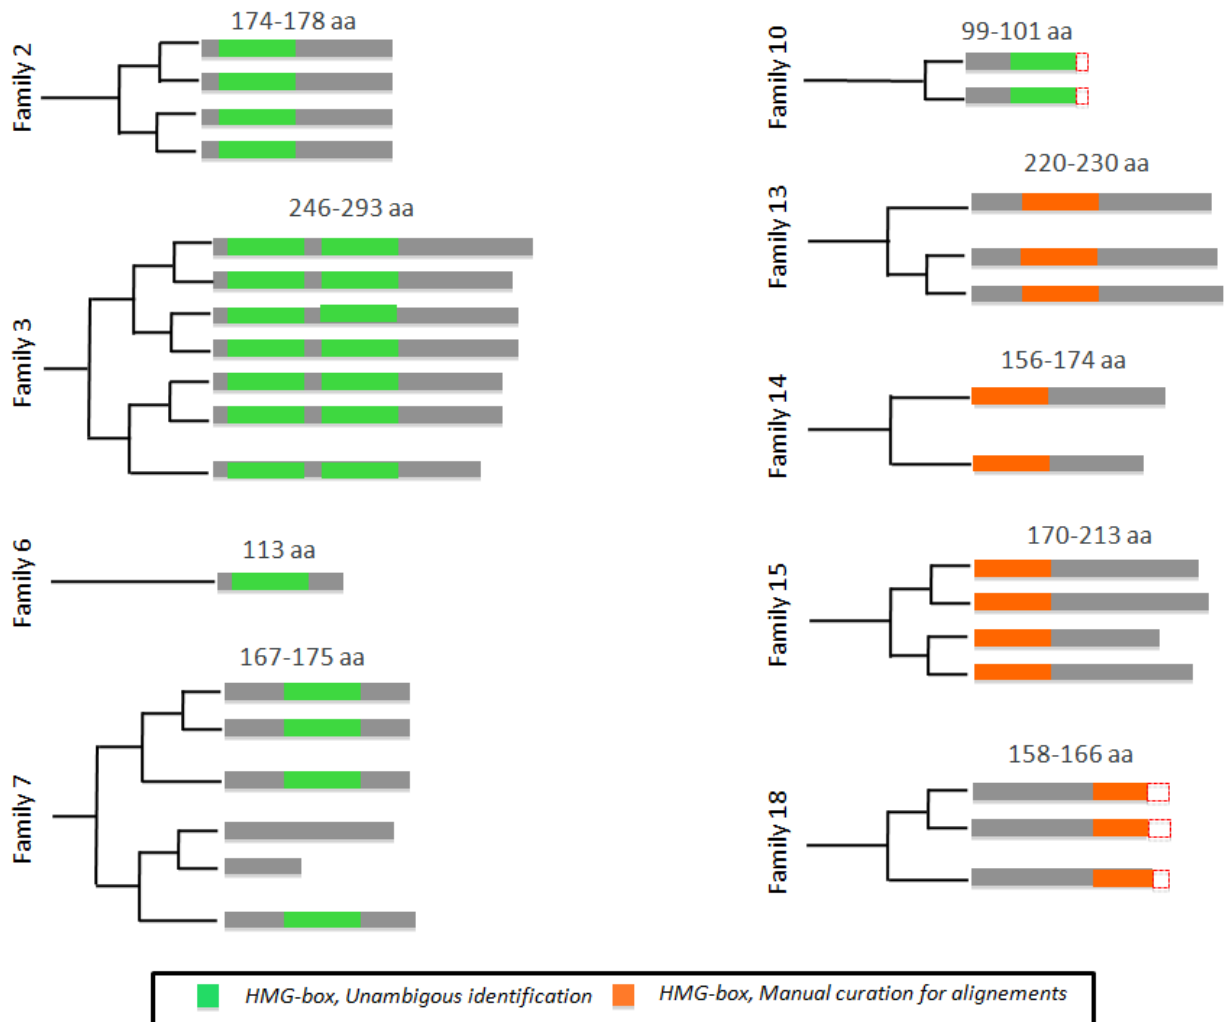 Family 2
174-178 aa
Family 3
246-293 aa
Family 6
113 aa
Family 7
167-175 aa
Family 10
99-101 aa
Family 13
220-230 aa
Family 14
156-174 aa
Family 15
170-213 aa
Family 18
158-166 aa
HMG-box, Unambigous identification
HMG-box, Manual curation for alignements